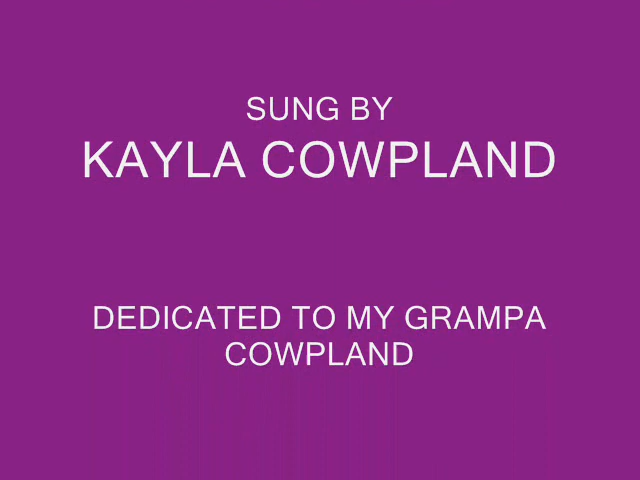 SUNG BY
KAYLA COWPLAND
DEDICATED TO MY GRAMPA
COWPLAND